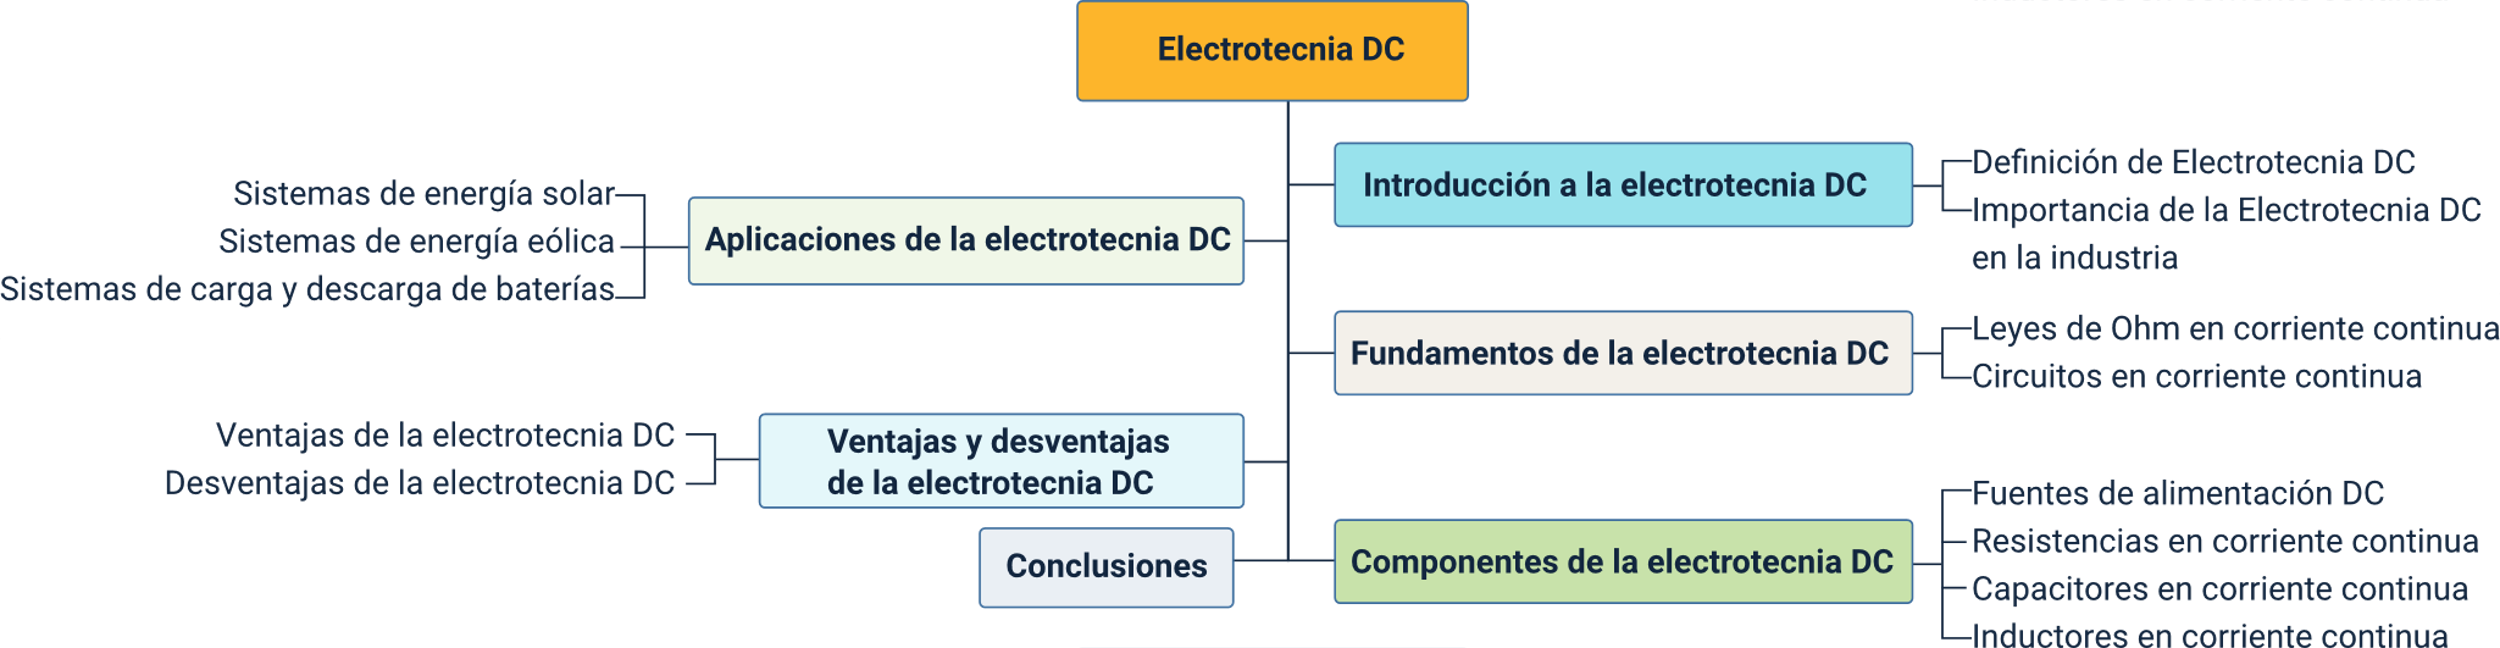 Electrotecnia DC
Introducción a la electrotecnia DC
Definición de Electrotecnia DC
Importancia de la Electrotecnia DC
en la industria
Sistemas de energía solar
Sistemas de energía eólica
Sistemas de carga y descarga de baterías
Aplicaciones de la electrotecnia DC
Fundamentos de la electrotecnia DC
Leyes de Ohm en corriente continua
Circuitos en corriente continua
Ventajas de la electrotecnia DC
Desventajas de la electrotecnia DC
Ventajas y desventajas
de la electrotecnia DC
Conclusiones
Componentes de la electrotecnia DC
Fuentes de alimentación DC
Resistencias en corriente continua
Capacitores en corriente continua
Inductores en corriente continua